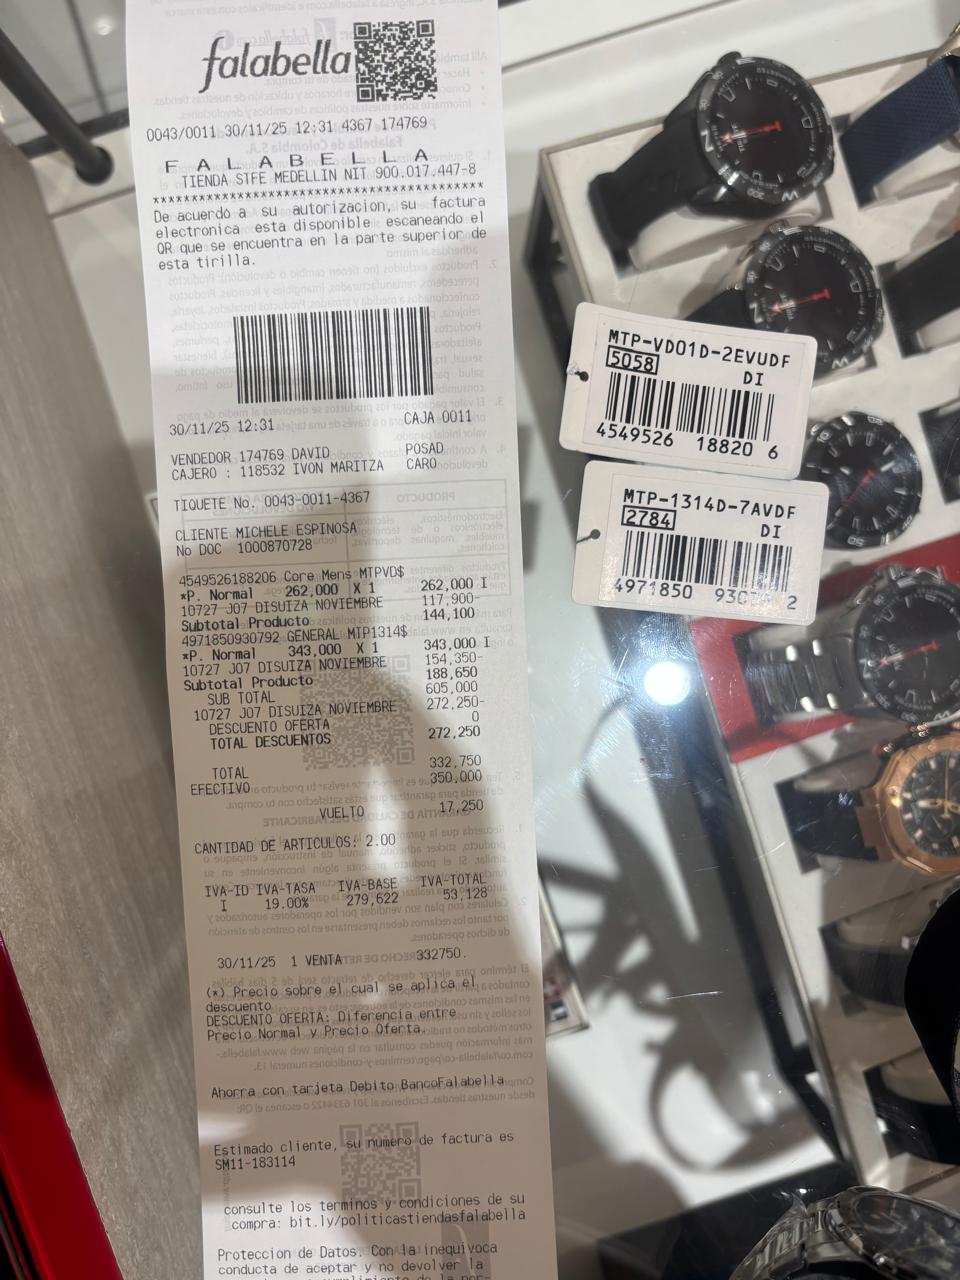 falabella
0043/0011 30/11/25 12:31 4367 174769
F A L A B E L L A
TIENDA STFE MEDELLIN NIT 900.017.447-8
****************************************
De acuerdo a su autorizacion, su factura
electronica esta disponible escaneando el
QR que se encuentra en la parte superior de
esta tirilla.
30/11/25 12:31 CAJA 0011
VENDEDOR 174769 DAVID POSAD
CAJERO : 118532 IVON MARITZA CARO
TIQUETE No. 0043-0011-4367
CLIENTE MICHELE ESPINOSA
No DOC 1000870728
4549526188206 Core Mens MTPVD$
*P. Normal 262,000 X 1 262,000 I
10727 J07 DISUIZA NOVIEMBRE 117,900-
Subtotal Producto 144,100
4971850930792 GENERAL MTP1314$
*P. Normal 343,000 X 1 343,000 I
10727 J07 DISUIZA NOVIEMBRE 154,350-
Subtotal Producto 188,650
SUB TOTAL 605,000
10727 J07 DISUIZA NOVIEMBRE 272,250-
DESCUENTO OFERTA 0
TOTAL DESCUENTOS 272,250
TOTAL 332,750
EFECTIVO 350,000
VUELTO 17,250
CANTIDAD DE ARTICULOS: 2.00
IVA-ID IVA-TASA IVA-BASE IVA-TOTAL
I 19.00% 279,622 53,128
30/11/25 1 VENTA 332750.
(*) Precio sobre el cual se aplica el
descuento
DESCUENTO OFERTA: Diferencia entre
Precio Normal y Precio Oferta.
Ahorra con tarjeta Debito BancoFalabella
Estimado cliente, su numero de factura es
SM11-183114
consulte los terminos y condiciones de su
compra: bit.ly/politicastiendasfalabella
Proteccion de Datos. Con la inequivoca
conducta de aceptar y no devolver la
MTP-VD01D-2EVUDF
5058 DI
4549526 18820 6
MTP-1314D-7AVDF
2784 DI
4971850 2